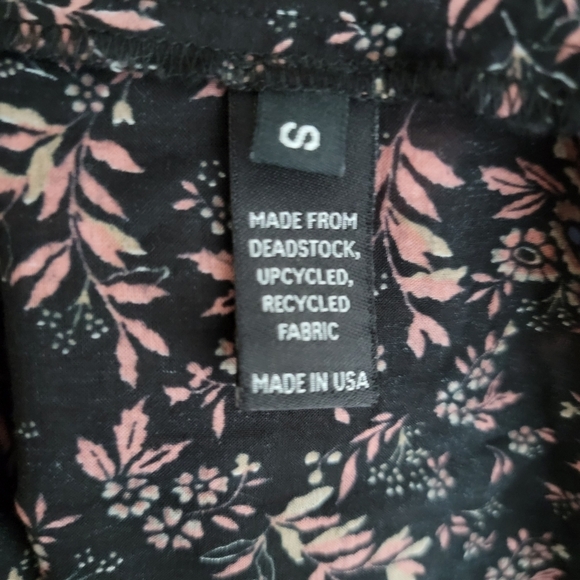 S
MADE FROM
DEADSTOCK,
UPCYCLED,
RECYCLED
FABRIC
MADE IN USA